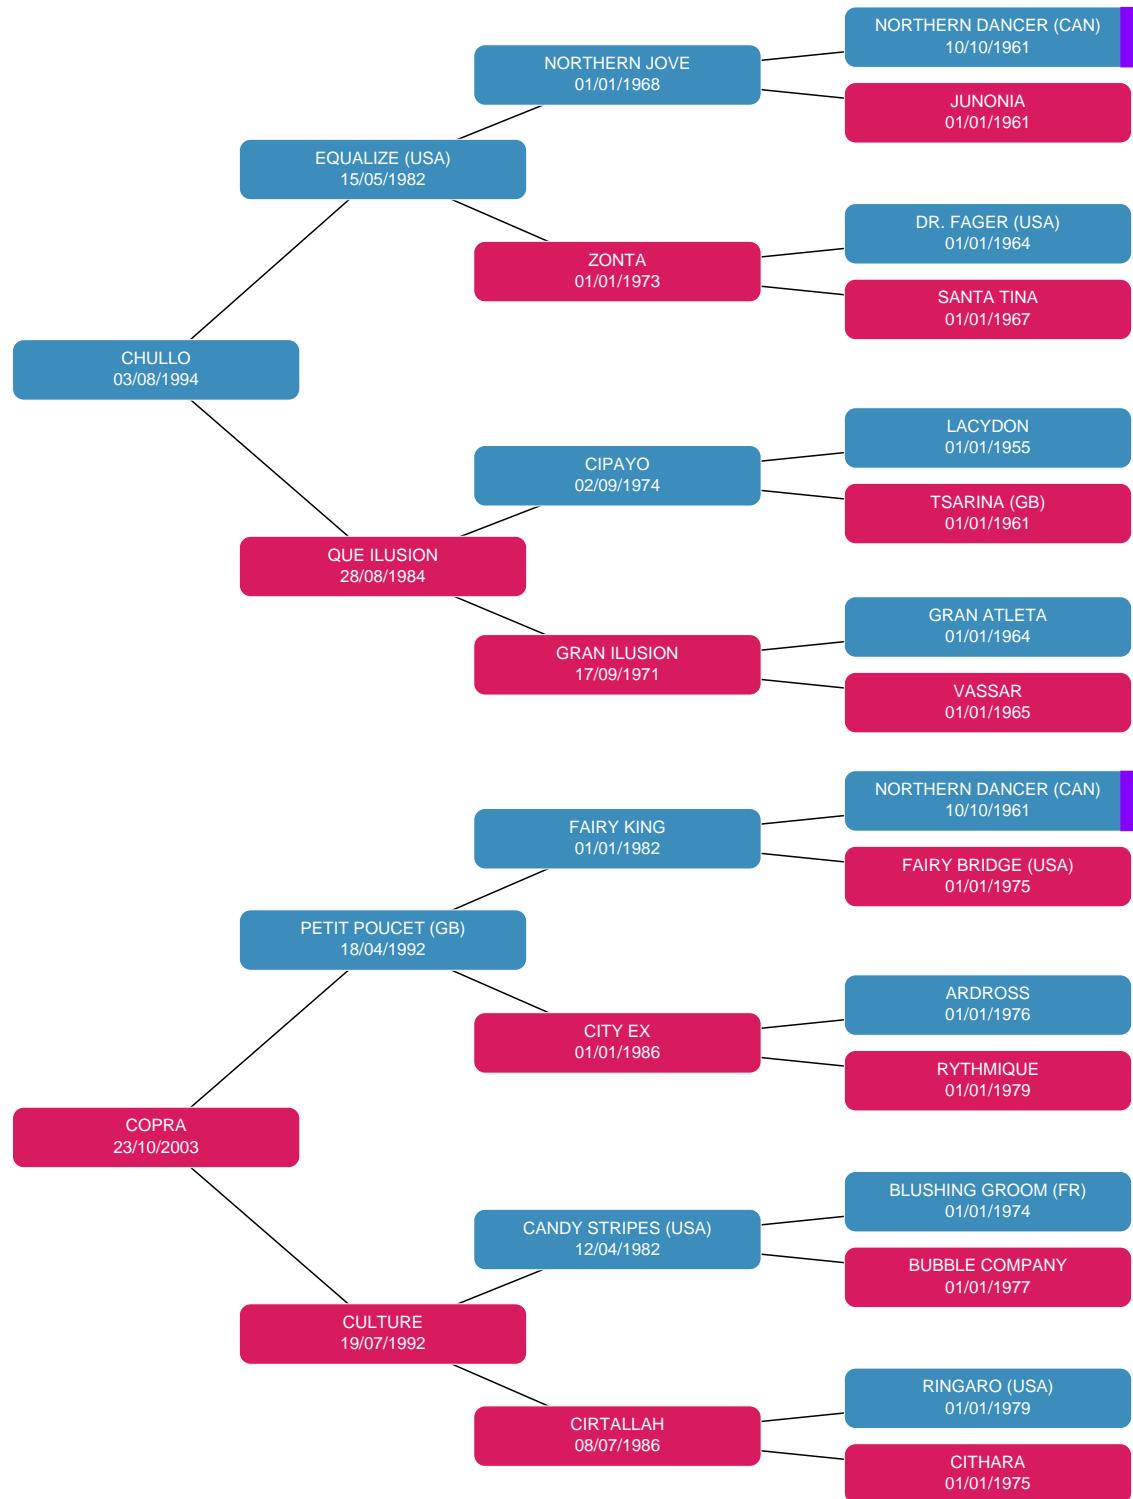 NORTHERN DANCER (CAN)
10/10/1961
NORTHERN JOVE
01/01/1968
JUNONIA
01/01/1961
EQUALIZE (USA)
15/05/1982
DR. FAGER (USA)
01/01/1964
ZONTA
01/01/1973
SANTA TINA
01/01/1967
CHULLO
03/08/1994
LACYDON
01/01/1955
CIPAYO
02/09/1974
TSARINA (GB)
01/01/1961
QUE ILUSION
28/08/1984
GRAN ATLETA
01/01/1964
GRAN ILUSION
17/09/1971
VASSAR
01/01/1965
NORTHERN DANCER (CAN)
10/10/1961
FAIRY KING
01/01/1982
FAIRY BRIDGE (USA)
01/01/1975
PETIT POUCET (GB)
18/04/1992
ARDROSS
01/01/1976
CITY EX
01/01/1986
RYTHMIQUE
01/01/1979
COPRA
23/10/2003
BLUSHING GROOM (FR)
01/01/1974
CANDY STRIPES (USA)
12/04/1982
BUBBLE COMPANY
01/01/1977
CULTURE
19/07/1992
RINGARO (USA)
01/01/1979
CIRTALLAH
08/07/1986
CITHARA
01/01/1975